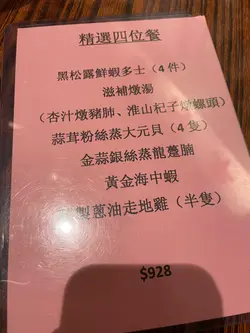 精選四位餐
黑松露鮮蝦多士（4 件）
滋補燉湯
（杏汁燉豬肺、淮山杞子燉螺頭）
蒜茸粉絲蒸大元貝（4 隻）
金蒜銀絲蒸龍躉腩
黃金海中蝦
製蔥油走地雞（半隻）
$928